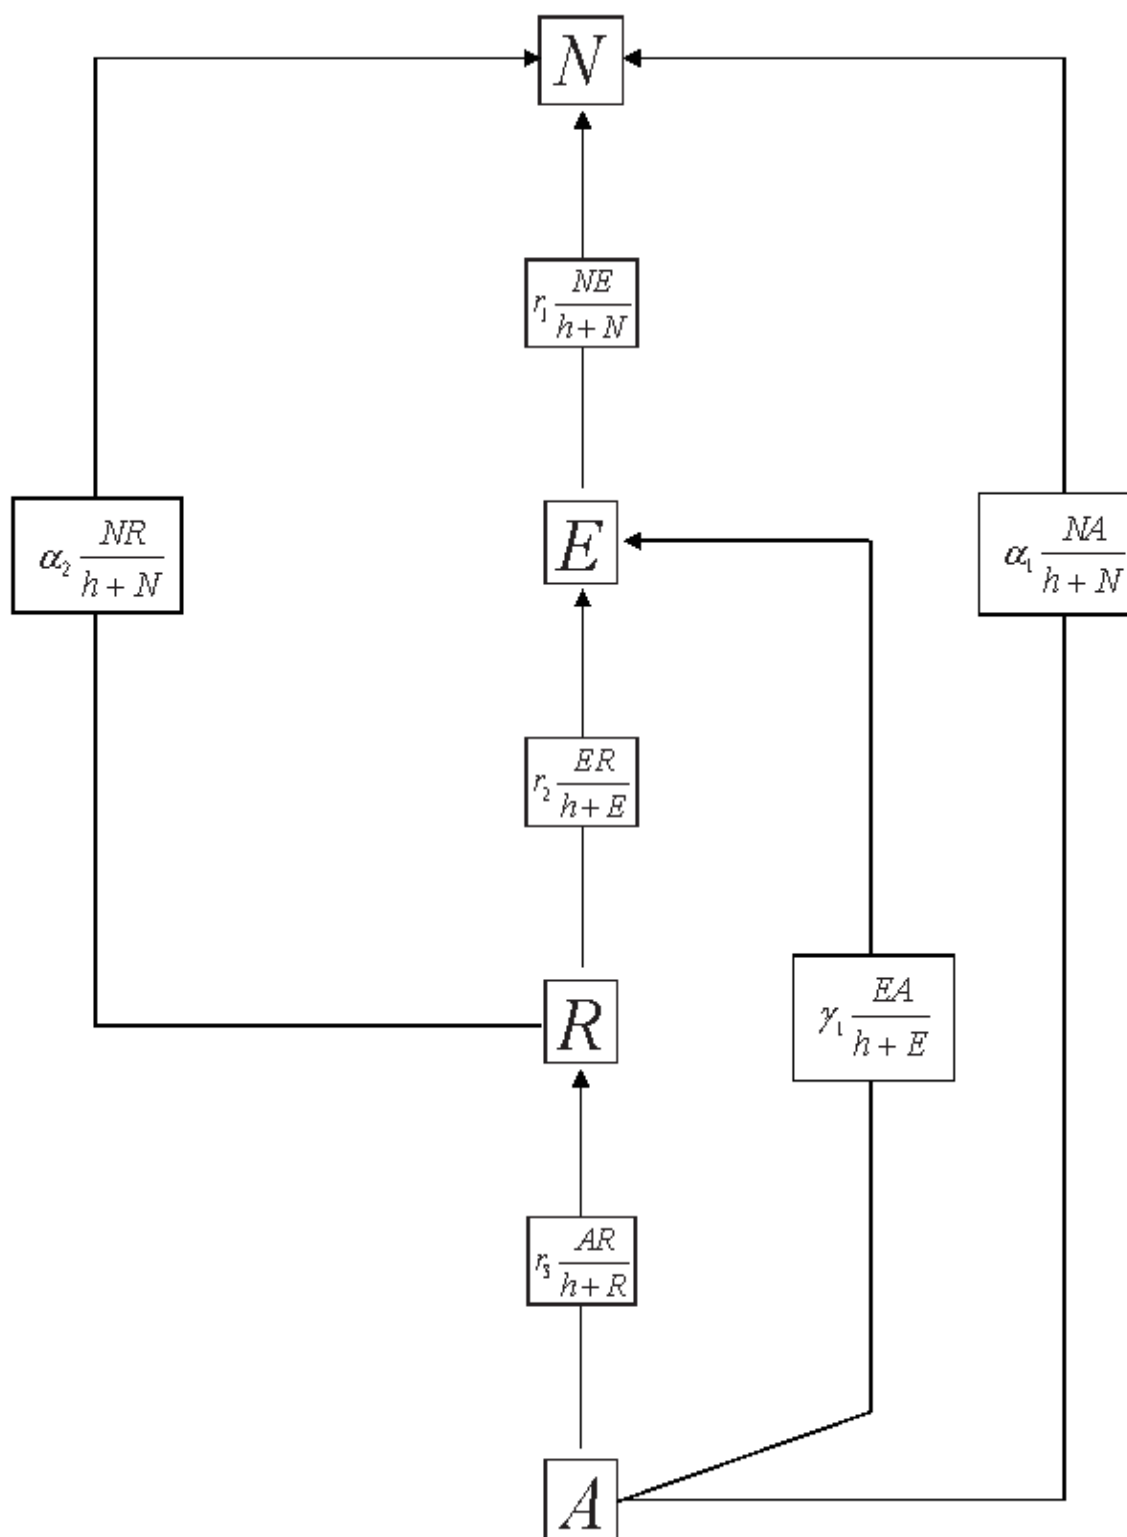 N
r₁ NE/(h + N)
E
α₂ NR/(h + N)
α₁ NA/(h + N)
r₂ ER/(h + E)
R
γ₁ EA/(h + E)
r₃ AR/(h + R)
A